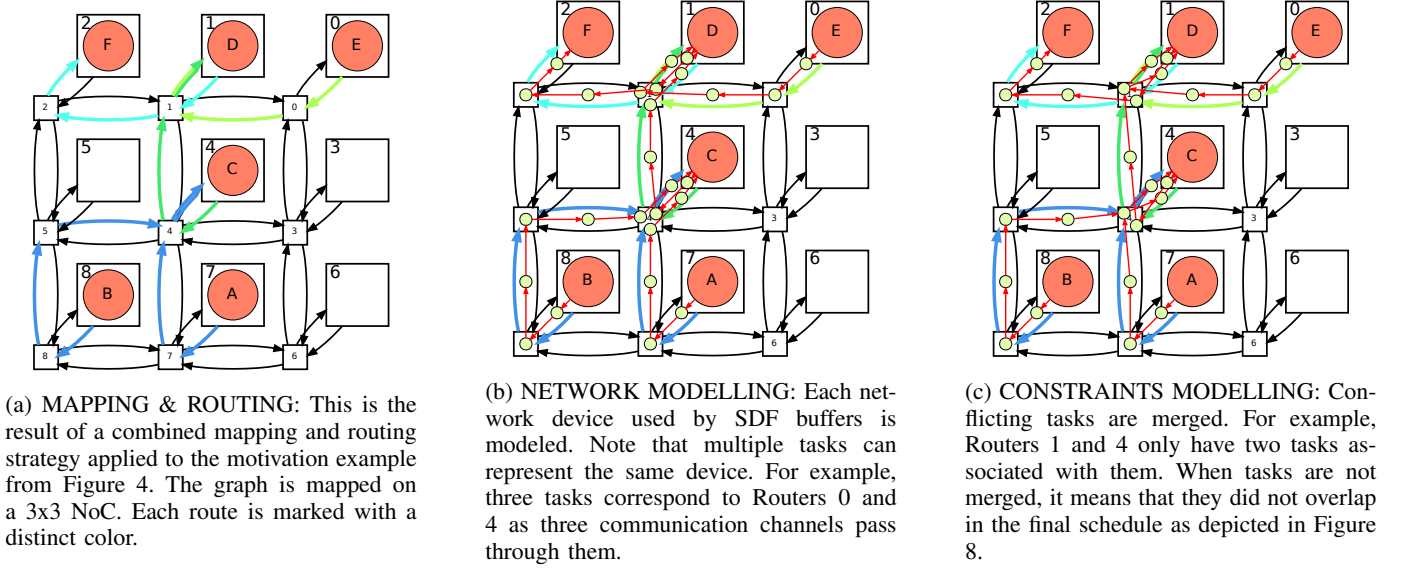 2
F
1
D
0
E
2
1
0
5
4
C
3
5
4
3
8
B
7
A
6
8
7
6
(a) MAPPING & ROUTING: This is the
result of a combined mapping and routing
strategy applied to the motivation example
from Figure 4. The graph is mapped on
a 3x3 NoC. Each route is marked with a
distinct color.
2
F
1
D
0
E
5
4
C
3
3
8
B
7
A
6
6
(b) NETWORK MODELLING: Each net-
work device used by SDF buffers is
modeled. Note that multiple tasks can
represent the same device. For example,
three tasks correspond to Routers 0 and
4 as three communication channels pass
through them.
2
F
1
D
0
E
5
4
C
3
3
8
B
7
A
6
6
(c) CONSTRAINTS MODELLING: Con-
flicting tasks are merged. For example,
Routers 1 and 4 only have two tasks as-
sociated with them. When tasks are not
merged, it means that they did not overlap
in the final schedule as depicted in Figure
8.